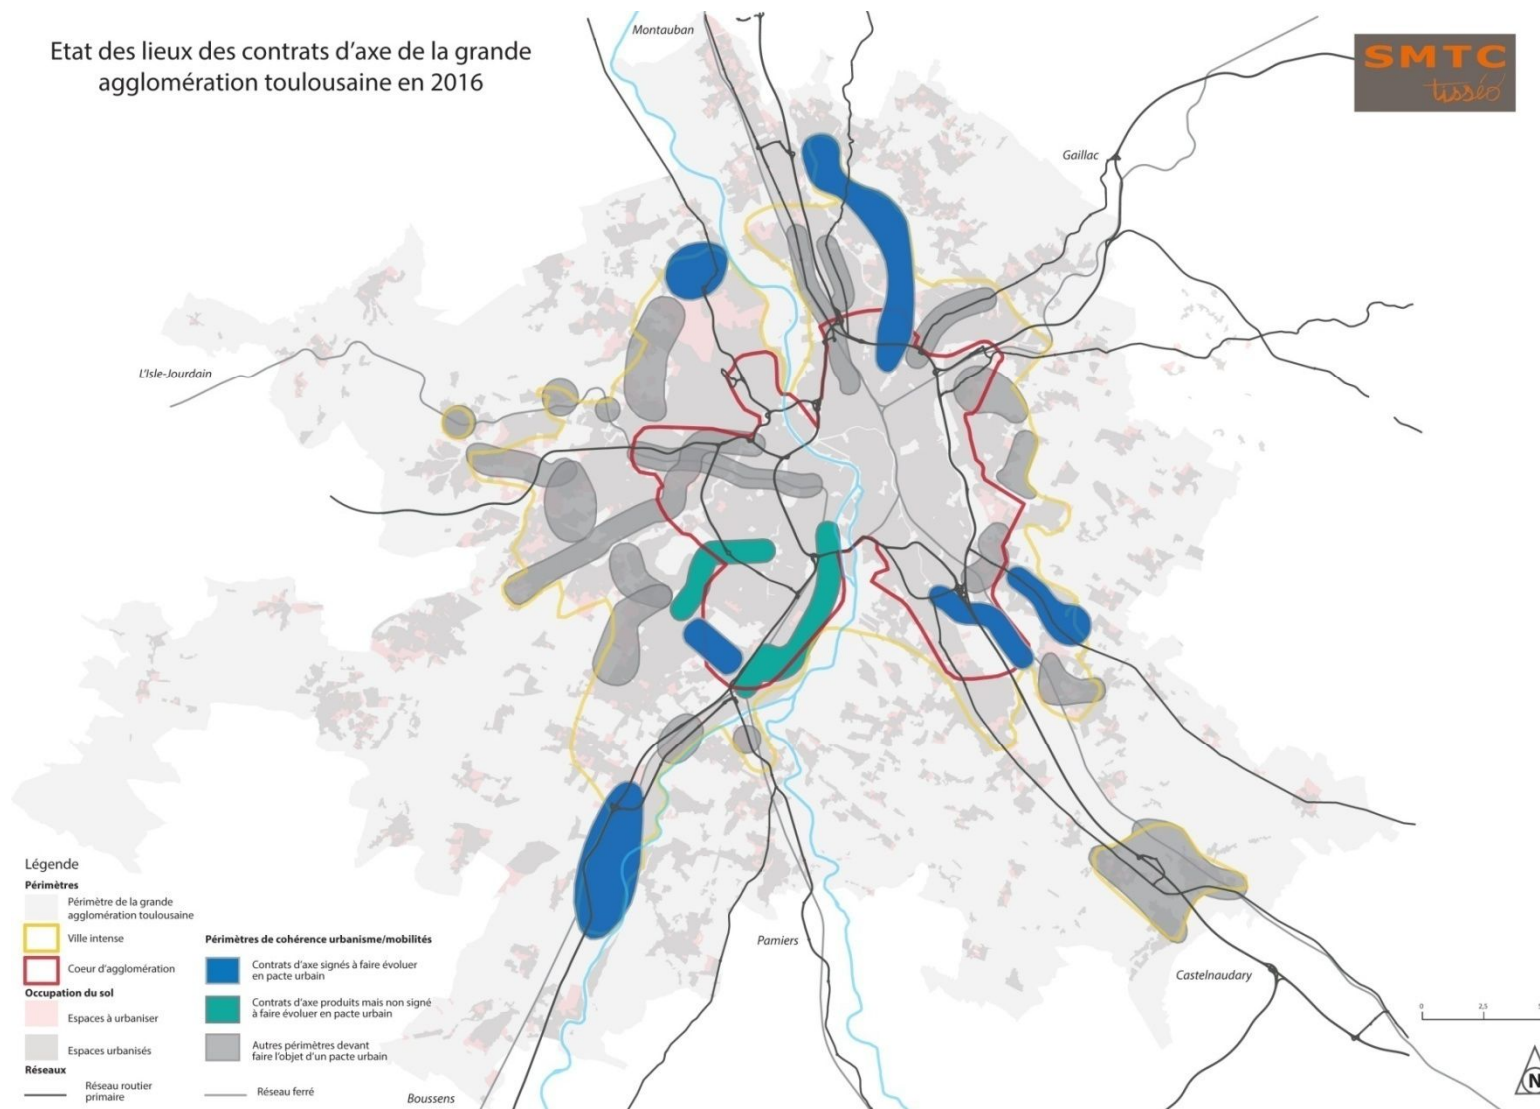 Etat des lieux des contrats d'axe de la grande
agglomération toulousaine en 2016
SMTC
tisséo
Montauban
Gaillac
L'Isle-Jourdain
Pamiers
Castelnaudary
Boussens
Légende
Périmètres
Périmètre de la grande
agglomération toulousaine
Ville intense
Coeur d'agglomération
Occupation du sol
Espaces à urbaniser
Espaces urbanisés
Réseaux
Réseau routier
primaire
Périmètres de cohérence urbanisme/mobilités
Contrats d'axe signés à faire évoluer
en pacte urbain
Contrats d'axe produits mais non signé
à faire évoluer en pacte urbain
Autres périmètres devant
faire l'objet d'un pacte urbain
Réseau ferré
0 2,5
N